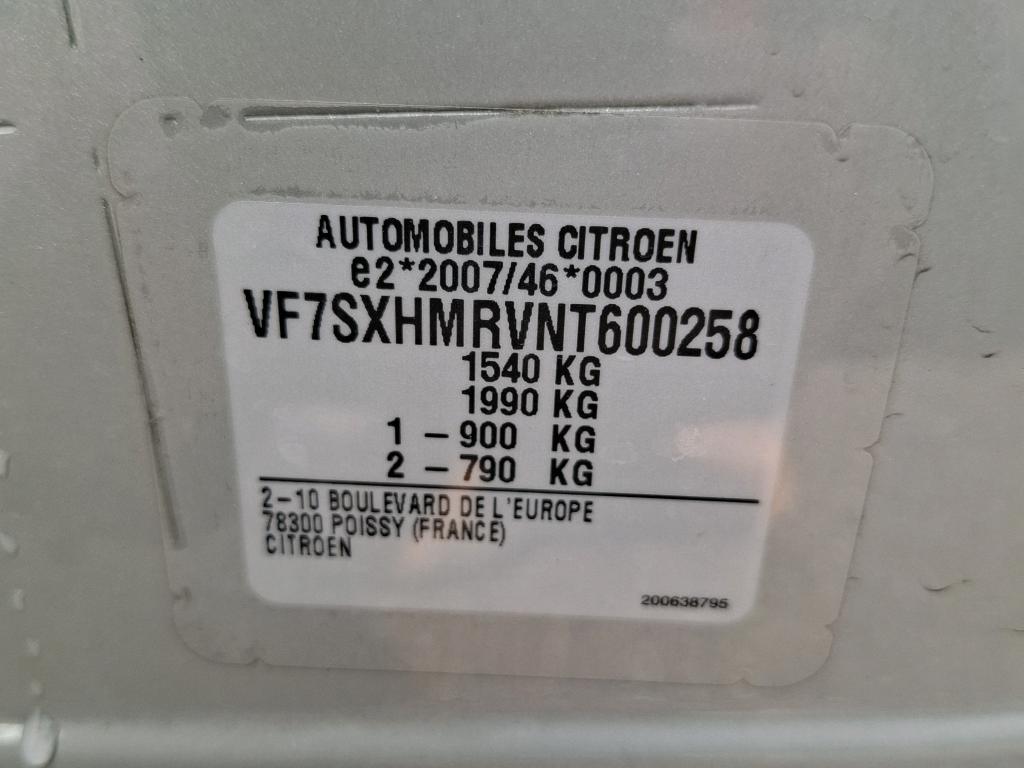 AUTOMOBILES CITROEN
e2*2007/46*0003
VF7SXHMRVNT600258
1540 KG
1990 KG
1 – 900 KG
2 – 790 KG
2–10 BOULEVARD DE L'EUROPE
78300 POISSY (FRANCE)
CITROEN
200638795